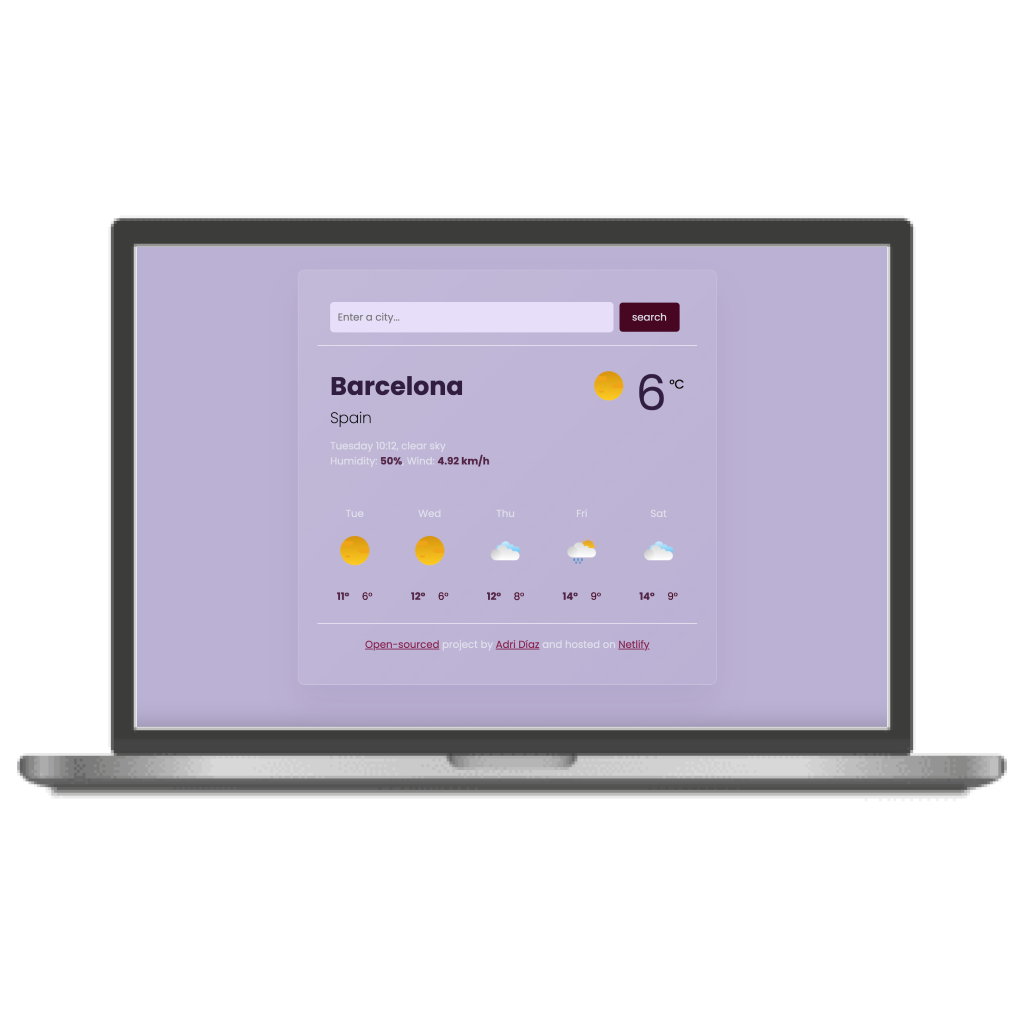 Enter a city...
search
Barcelona
6 °C
Spain
Tuesday 10:12, clear sky
Humidity: 50%, Wind: 4.92 km/h
Tue Wed Thu Fri Sat
11° 6° 12° 6° 12° 8° 14° 9° 14° 9°
Open-sourced project by Adri Díaz and hosted on Netlify